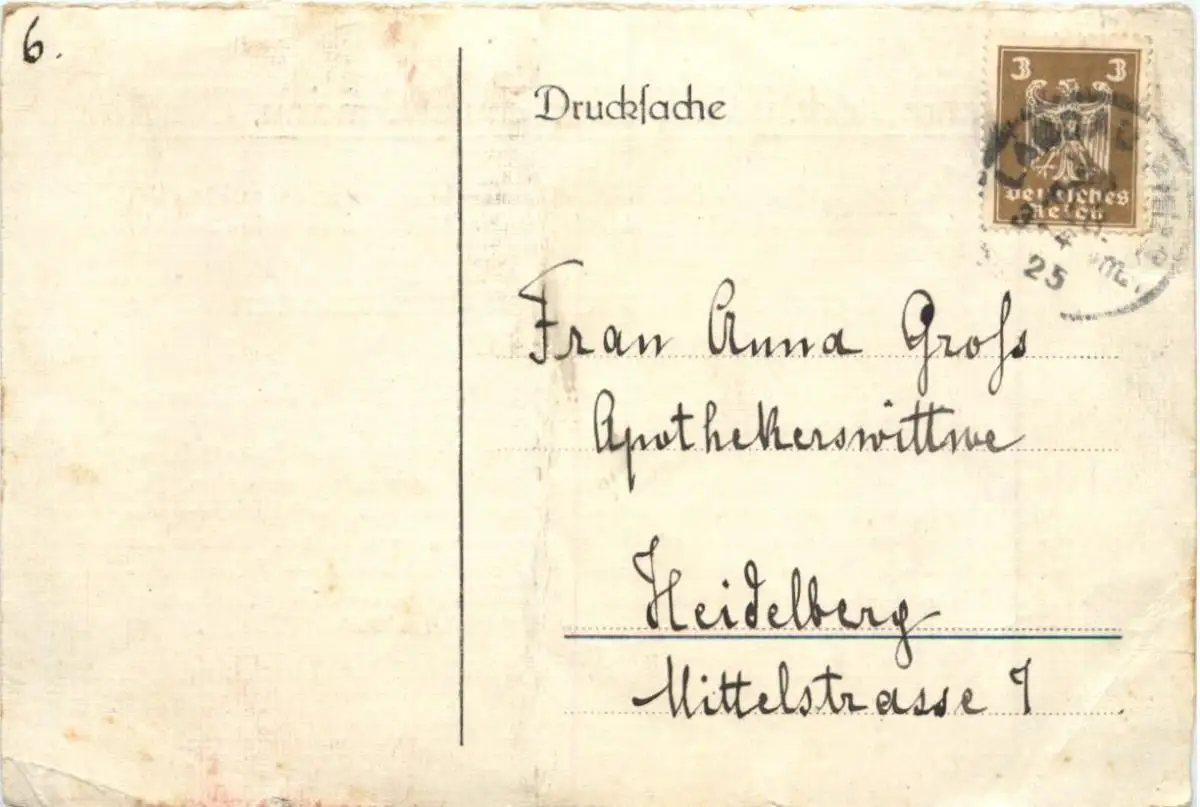 6.
Druckſache
3 3
Deutſches
Reich
25
Frau Anna Groſs
Apothekerswittwe
Heidelberg
Mittelstrasse 7